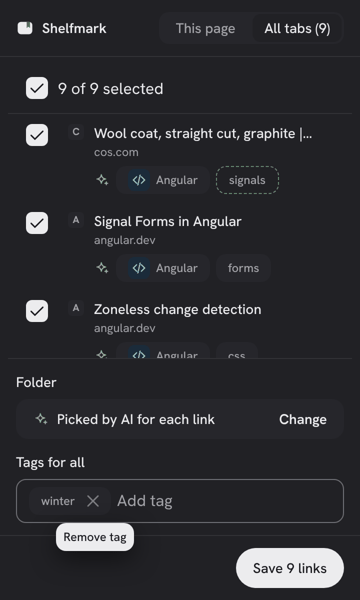 Shelfmark
This page
All tabs (9)
9 of 9 selected
C
Wool coat, straight cut, graphite |...
cos.com
Angular
signals
A
Signal Forms in Angular
angular.dev
Angular
forms
A
Zoneless change detection
angular.dev
Angular
css
Folder
Picked by AI for each link
Change
Tags for all
winter
Add tag
Remove tag
Save 9 links